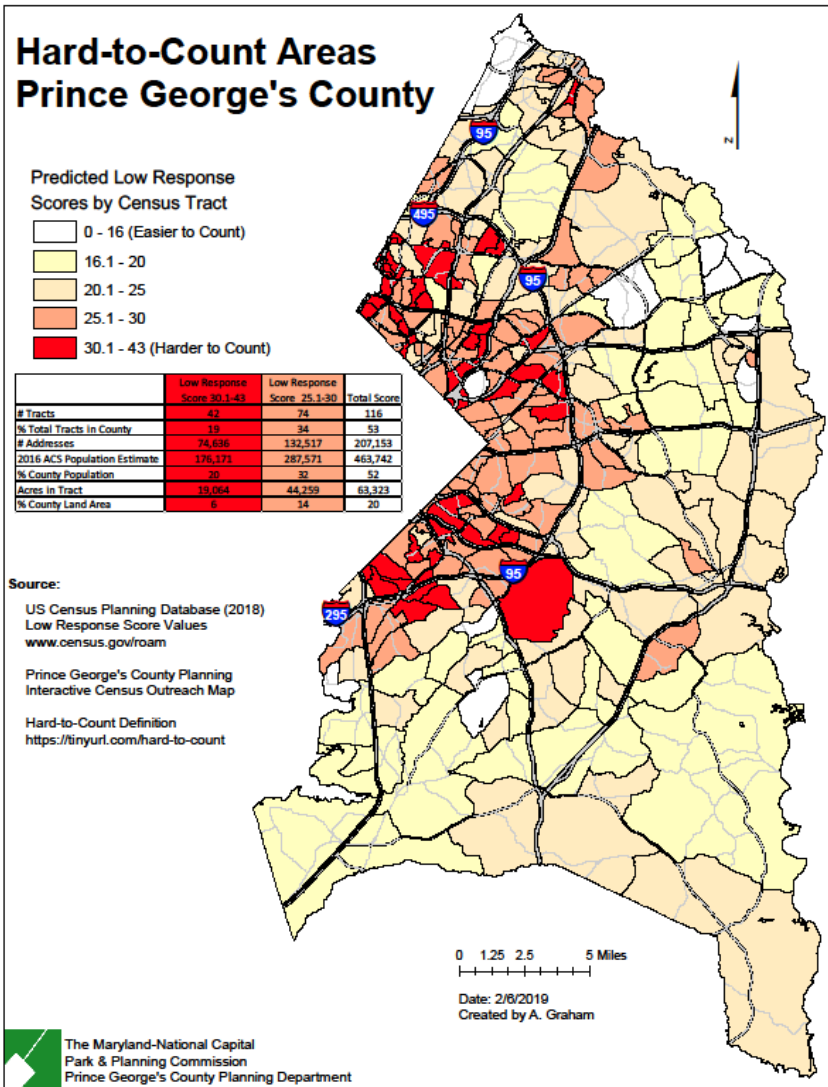 Hard-to-Count Areas
Prince George's County
N
95
Predicted Low Response
Scores by Census Tract
0 - 16 (Easier to Count)
16.1 - 20
20.1 - 25
25.1 - 30
30.1 - 43 (Harder to Count)
495
95
Low Response Score 30.1-43 Low Response Score 25.1-30 Total Score
# Tracts 42 74 116
% Total Tracts in County 19 34 53
# Addresses 74,636 132,517 207,153
2016 ACS Population Estimate 176,171 287,571 463,742
% County Population 20 32 52
Acres in Tract 19,064 44,259 63,323
% County Land Area 6 14 20
95
295
Source:
US Census Planning Database (2018)
Low Response Score Values
www.census.gov/roam
Prince George's County Planning
Interactive Census Outreach Map
Hard-to-Count Definition
https://tinyurl.com/hard-to-count
0 1.25 2.5 5 Miles
Date: 2/6/2019
Created by A. Graham
The Maryland-National Capital
Park & Planning Commission
Prince George's County Planning Department